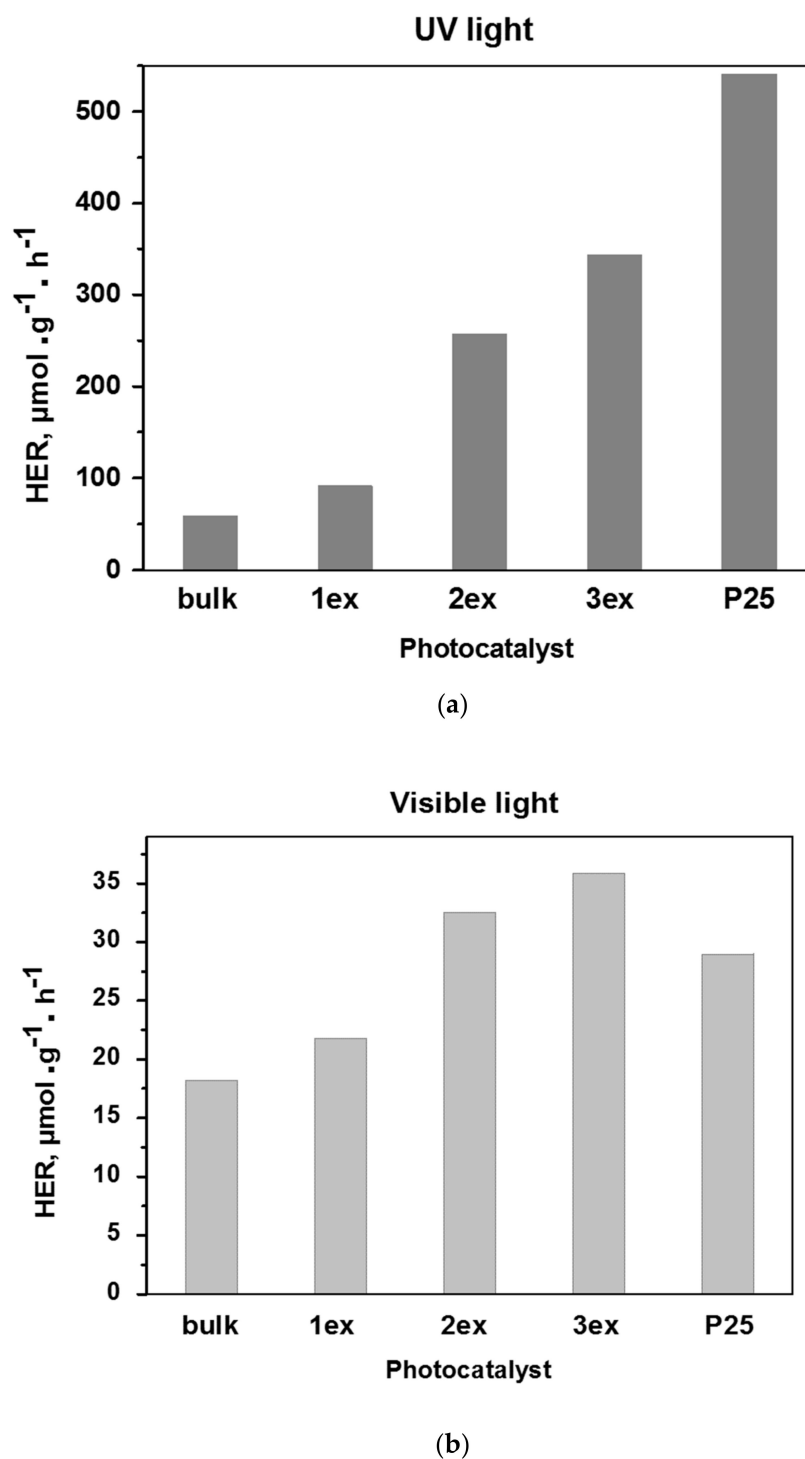 UV light
500
400
300
200
100
0
HER, µmol.g-1. h-1
bulk 1ex 2ex 3ex P25
Photocatalyst
(a)
Visible light
35
30
25
20
15
10
5
0
HER, µmol.g-1. h-1
bulk 1ex 2ex 3ex P25
Photocatalyst
(b)